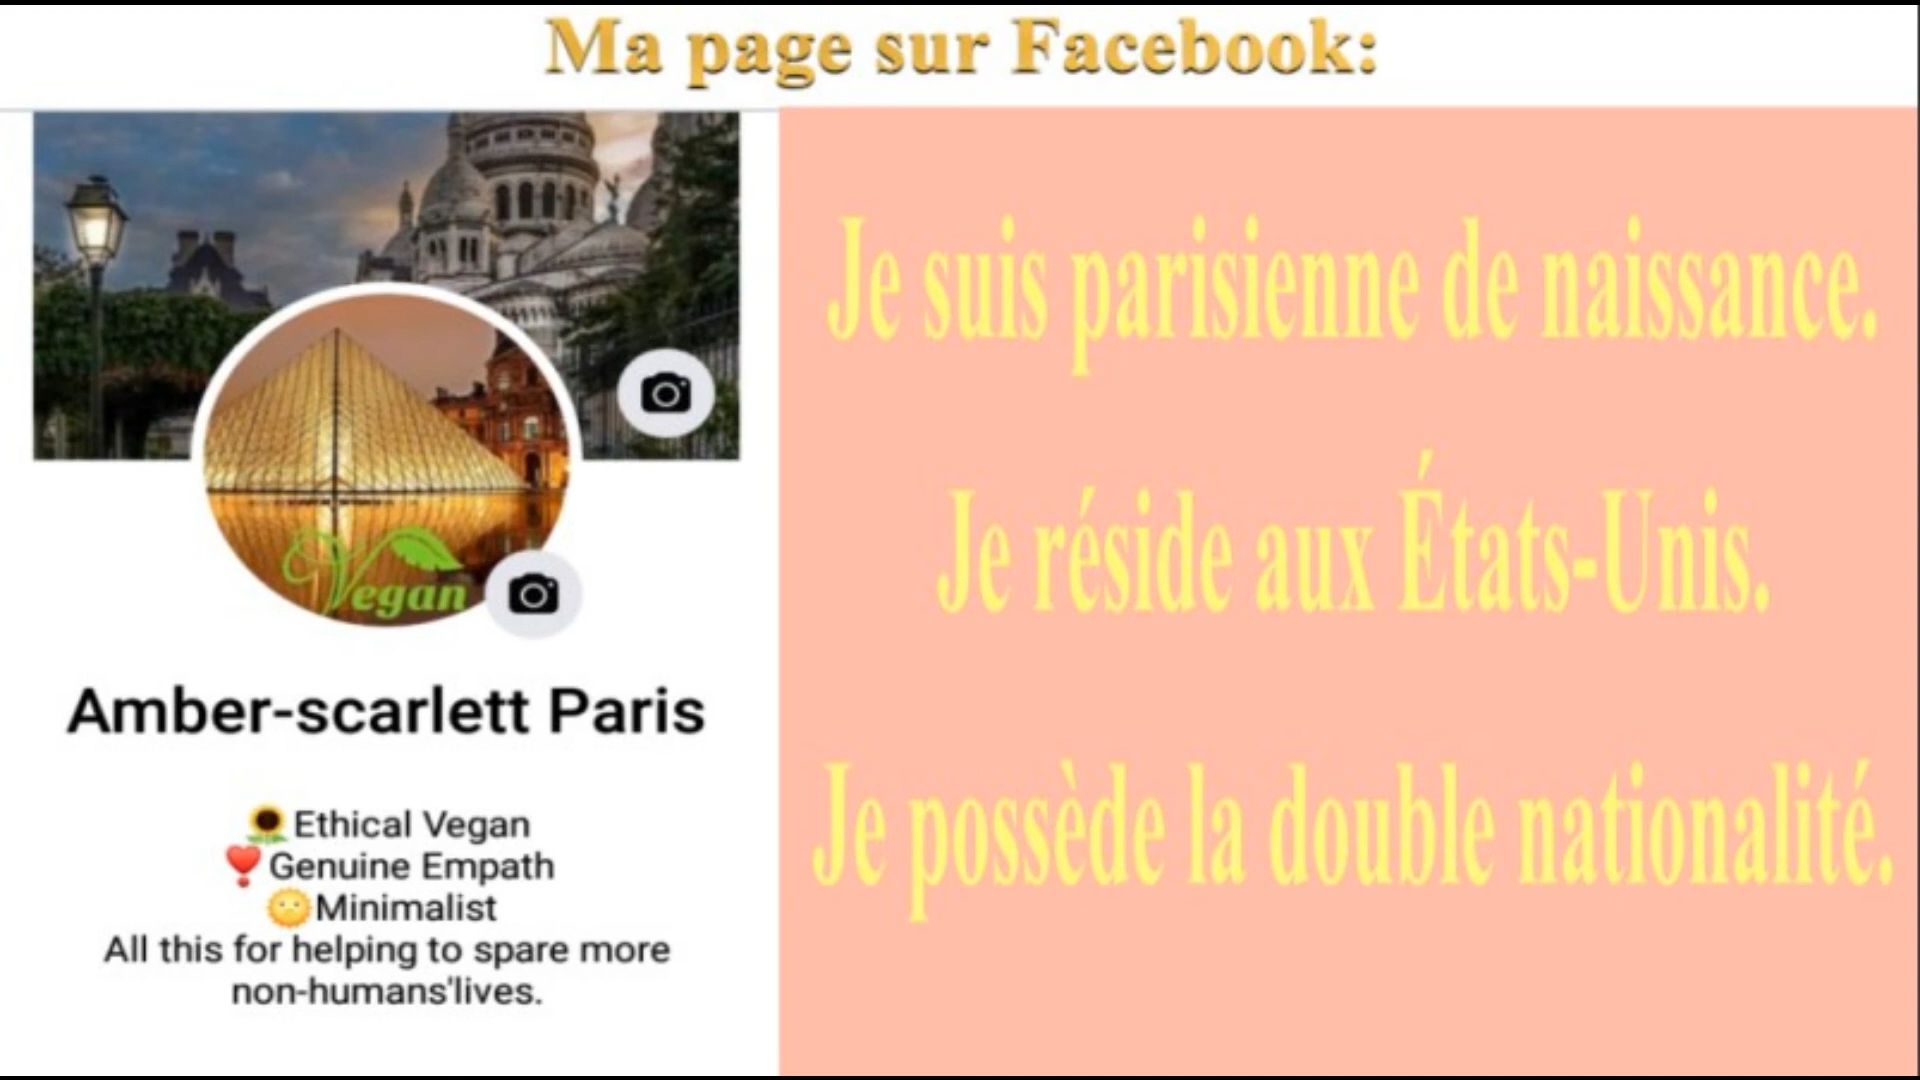 Ma page sur Facebook:
Vegan
Amber-scarlett Paris
🌻Ethical Vegan
❣️Genuine Empath
🌝Minimalist
All this for helping to spare more
non-humans'lives.
Je suis parisienne de naissance.
Je réside aux États-Unis.
Je possède la double nationalité.